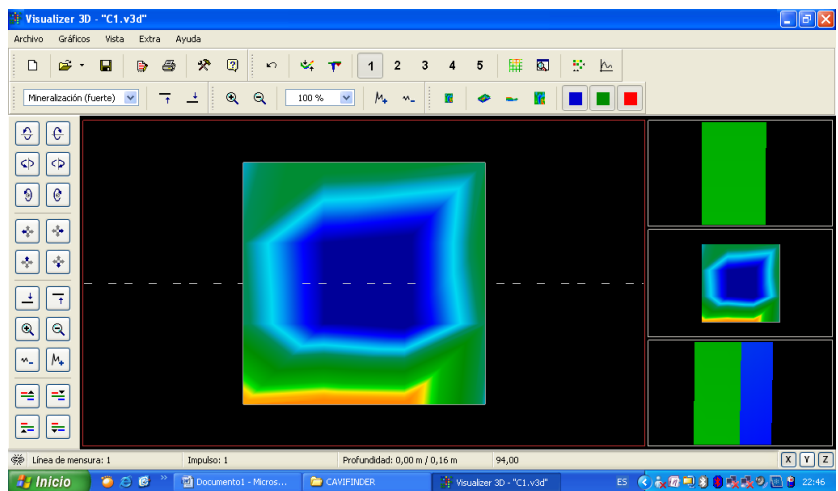 Visualizer 3D - "C1.v3d"
Archivo Gráficos Vista Extra Ayuda
1 2 3 4 5
Mineralización (fuerte) 100 %
Línea de mensura: 1 Impulso: 1 Profundidad: 0,00 m / 0,16 m 94,00 X Y Z
Inicio Documento1 - Micros... CAVIFINDER Visualizer 3D - "C1.v3d" ES 22:46